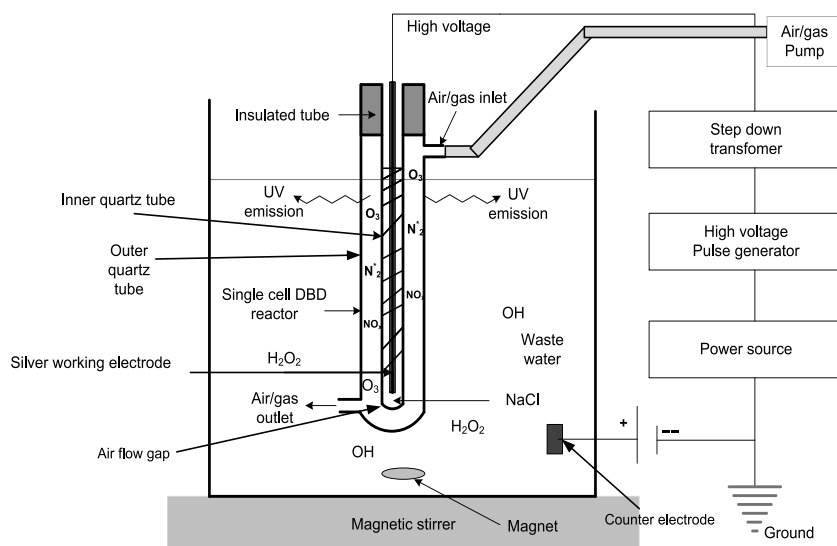 High voltage
Air/gas
Pump
Air/gas inlet
Insulated tube
Step down
transfomer
O3
Inner quartz tube
UV
emission
UV
emission
O3
N*2
High voltage
Pulse generator
Outer
quartz
tube
N*2
Single cell DBD
reactor
NOx
NOx
OH
Waste
water
Power source
H2O2
Silver working electrode
O3
NaCl
Air/gas
outlet
H2O2
+
--
Air flow gap
OH
Counter electrode
Ground
Magnetic stirrer
Magnet